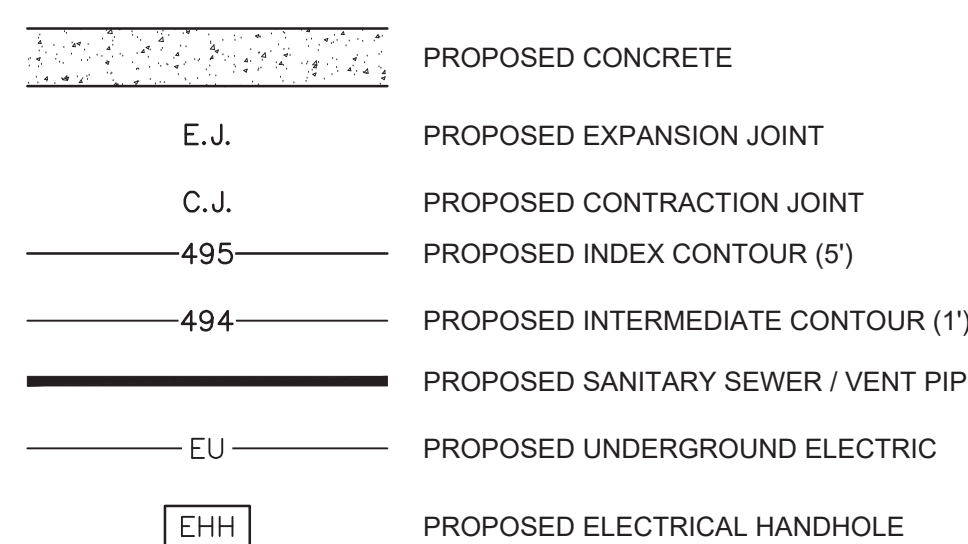 PROPOSED CONCRETE
E.J. PROPOSED EXPANSION JOINT
C.J. PROPOSED CONTRACTION JOINT
495 PROPOSED INDEX CONTOUR (5')
494 PROPOSED INTERMEDIATE CONTOUR (1')
PROPOSED SANITARY SEWER / VENT PIP
EU PROPOSED UNDERGROUND ELECTRIC
EHH PROPOSED ELECTRICAL HANDHOLE